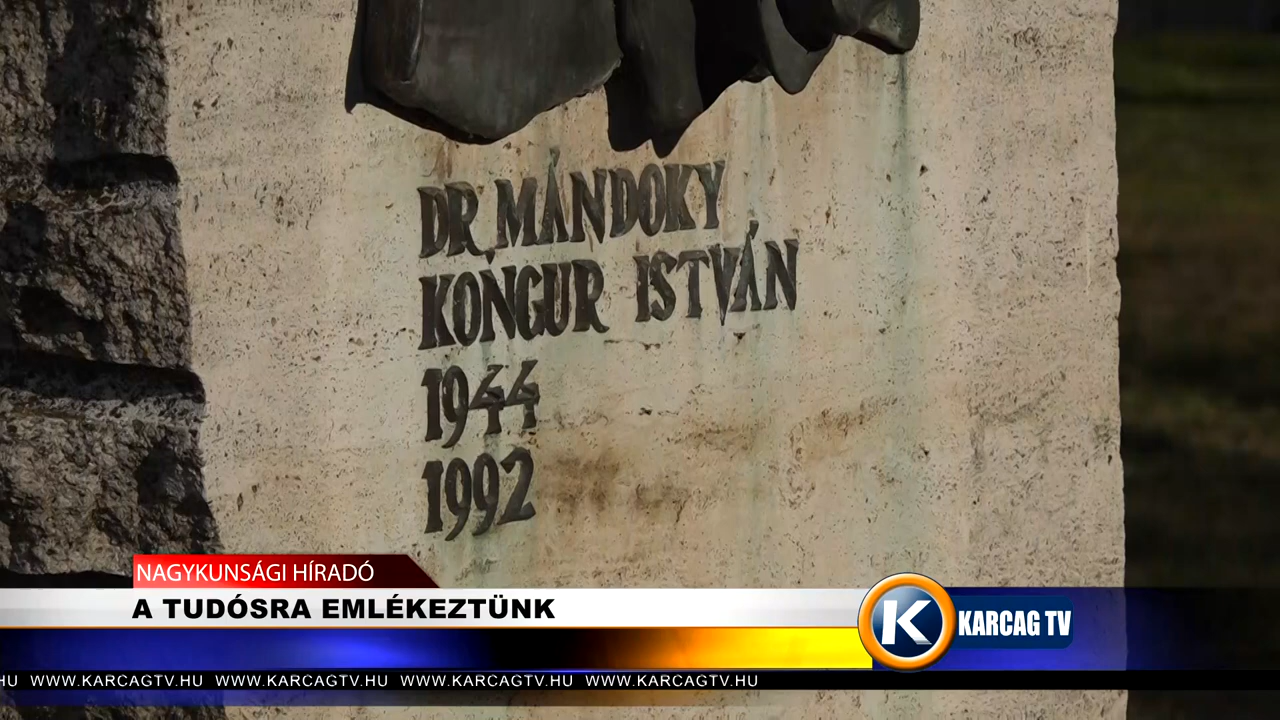 DR. MÁNDOKY
KONGUR ISTVÁN
1944
1992
NAGYKUNSÁGI HÍRADÓ
A TUDÓSRA EMLÉKEZTÜNK
K KARCAG TV
HU WWW.KARCAGTV.HU WWW.KARCAGTV.HU WWW.KARCAGTV.HU WWW.KARCAGTV.HU